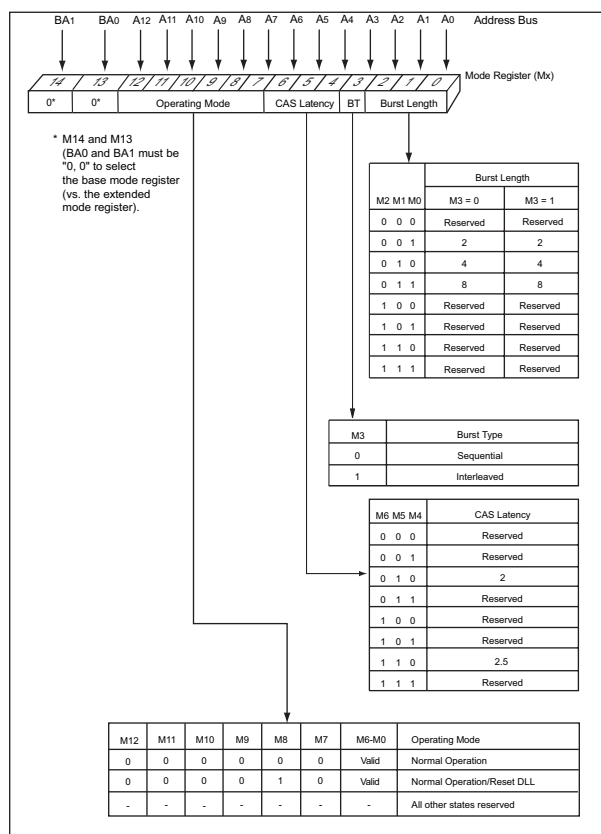 BA1 BA0 A12 A11 A10 A9 A8 A7 A6 A5 A4 A3 A2 A1 A0 Address Bus
Mode Register (Mx)
14 13 12 11 10 9 8 7 6 5 4 3 2 1 0
0* 0* Operating Mode CAS Latency BT Burst Length
* M14 and M13
(BA0 and BA1 must be
"0, 0" to select
the base mode register
(vs. the extended
mode register).
Burst Length
M2 M1 M0 M3 = 0 M3 = 1
0 0 0 Reserved Reserved
0 0 1 2 2
0 1 0 4 4
0 1 1 8 8
1 0 0 Reserved Reserved
1 0 1 Reserved Reserved
1 1 0 Reserved Reserved
1 1 1 Reserved Reserved
M3 Burst Type
0 Sequential
1 Interleaved
M6 M5 M4 CAS Latency
0 0 0 Reserved
0 0 1 Reserved
0 1 0 2
0 1 1 Reserved
1 0 0 Reserved
1 0 1 Reserved
1 1 0 2.5
1 1 1 Reserved
M12 M11 M10 M9 M8 M7 M6-M0 Operating Mode
0 0 0 0 0 0 Valid Normal Operation
0 0 0 0 1 0 Valid Normal Operation/Reset DLL
- - - - - - - All other states reserved